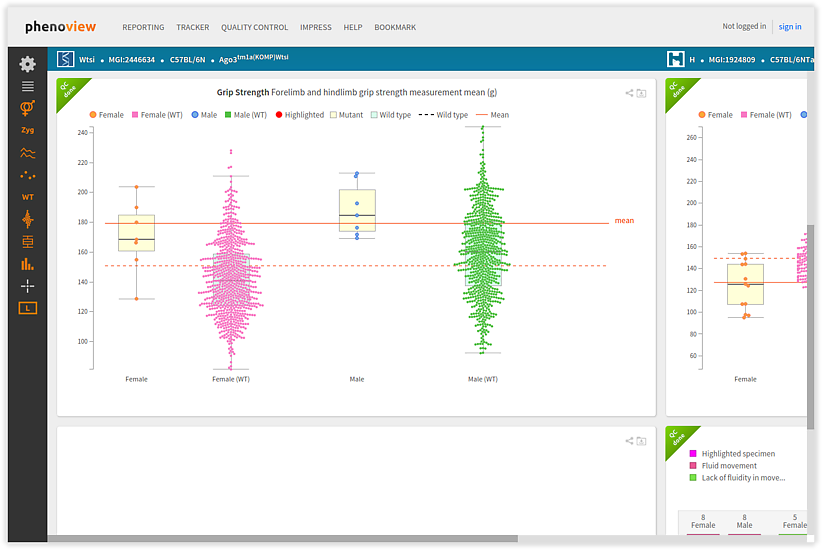 phenoview REPORTING TRACKER QUALITY CONTROL IMPRESS HELP BOOKMARK Not logged in sign in
Wtsi • MGI:2446634 • C57BL/6N • Ago3tm1a(KOMP)Wtsi
H • MGI:1924809 • C57BL/6NTa
Zyg
WT
L
QC done
Grip Strength Forelimb and hindlimb grip strength measurement mean (g)
Female Female (WT) Male Male (WT) Highlighted Mutant Wild type Wild type Mean
240
220
200
180
160
140
120
100
mean
Female Female (WT) Male Male (WT)
QC done
Female Female (WT)
260
240
220
200
180
160
140
120
100
80
60
Female
QC done
Highlighted specimen
Fluid movement
Lack of fluidity in move...
8 8 5
Female Male Female